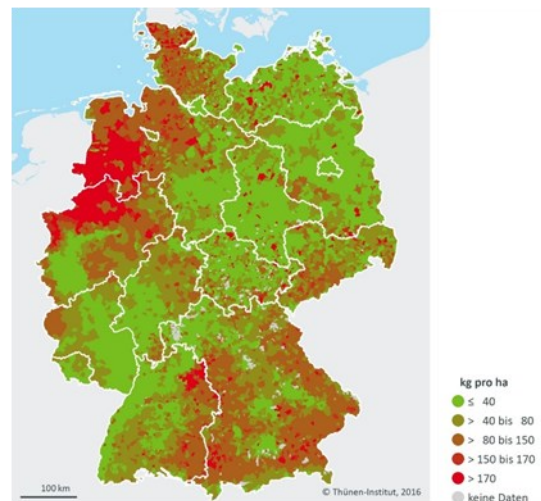 kg pro ha
≤ 40
> 40 bis 80
> 80 bis 150
> 150 bis 170
> 170
keine Daten
100 km
© Thünen-Institut, 2016